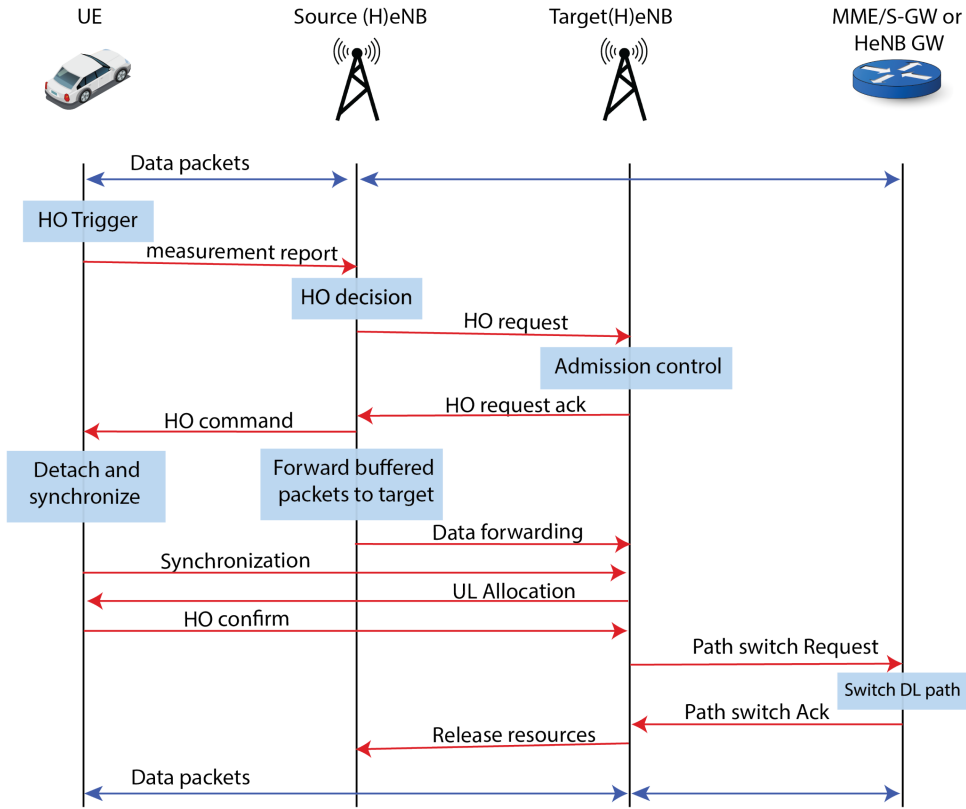 UE
Source (H)eNB
Target(H)eNB
MME/S-GW or
HeNB GW
Data packets
HO Trigger
measurement report
HO decision
HO request
Admission control
HO request ack
HO command
Detach and
synchronize
Forward buffered
packets to target
Data forwarding
Synchronization
UL Allocation
HO confirm
Path switch Request
Switch DL path
Path switch Ack
Release resources
Data packets